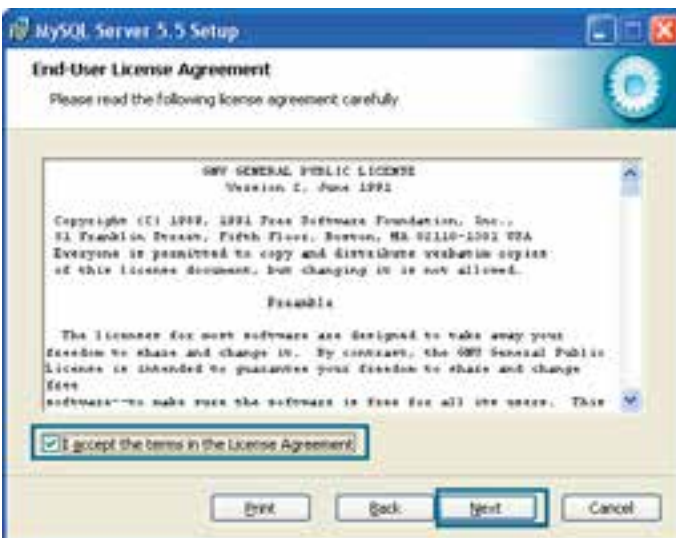 MySQL Server 5.5 Setup
End-User License Agreement
Please read the following license agreement carefully
GNU GENERAL PUBLIC LICENSE
Version 2, June 1991
Copyright (C) 1989, 1991 Free Software Foundation, Inc.,
51 Franklin Street, Fifth Floor, Boston, MA 02110-1301 USA
Everyone is permitted to copy and distribute verbatim copies
of this license document, but changing it is not allowed.
Preamble
The licenses for most software are designed to take away your
freedom to share and change it. By contrast, the GNU General Public
License is intended to guarantee your freedom to share and change
free
software--to make sure the software is free for all its users. This
I accept the terms in the License Agreement
Print
Back
Next
Cancel